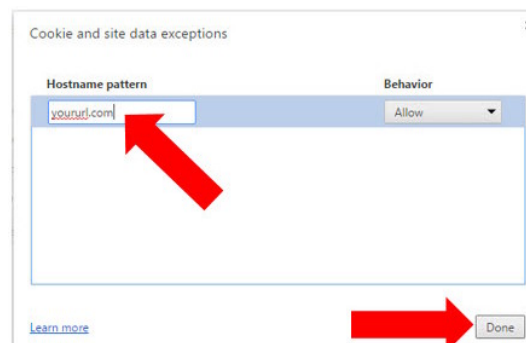 Cookie and site data exceptions
Hostname pattern Behavior
yoururl.com Allow
Learn more Done